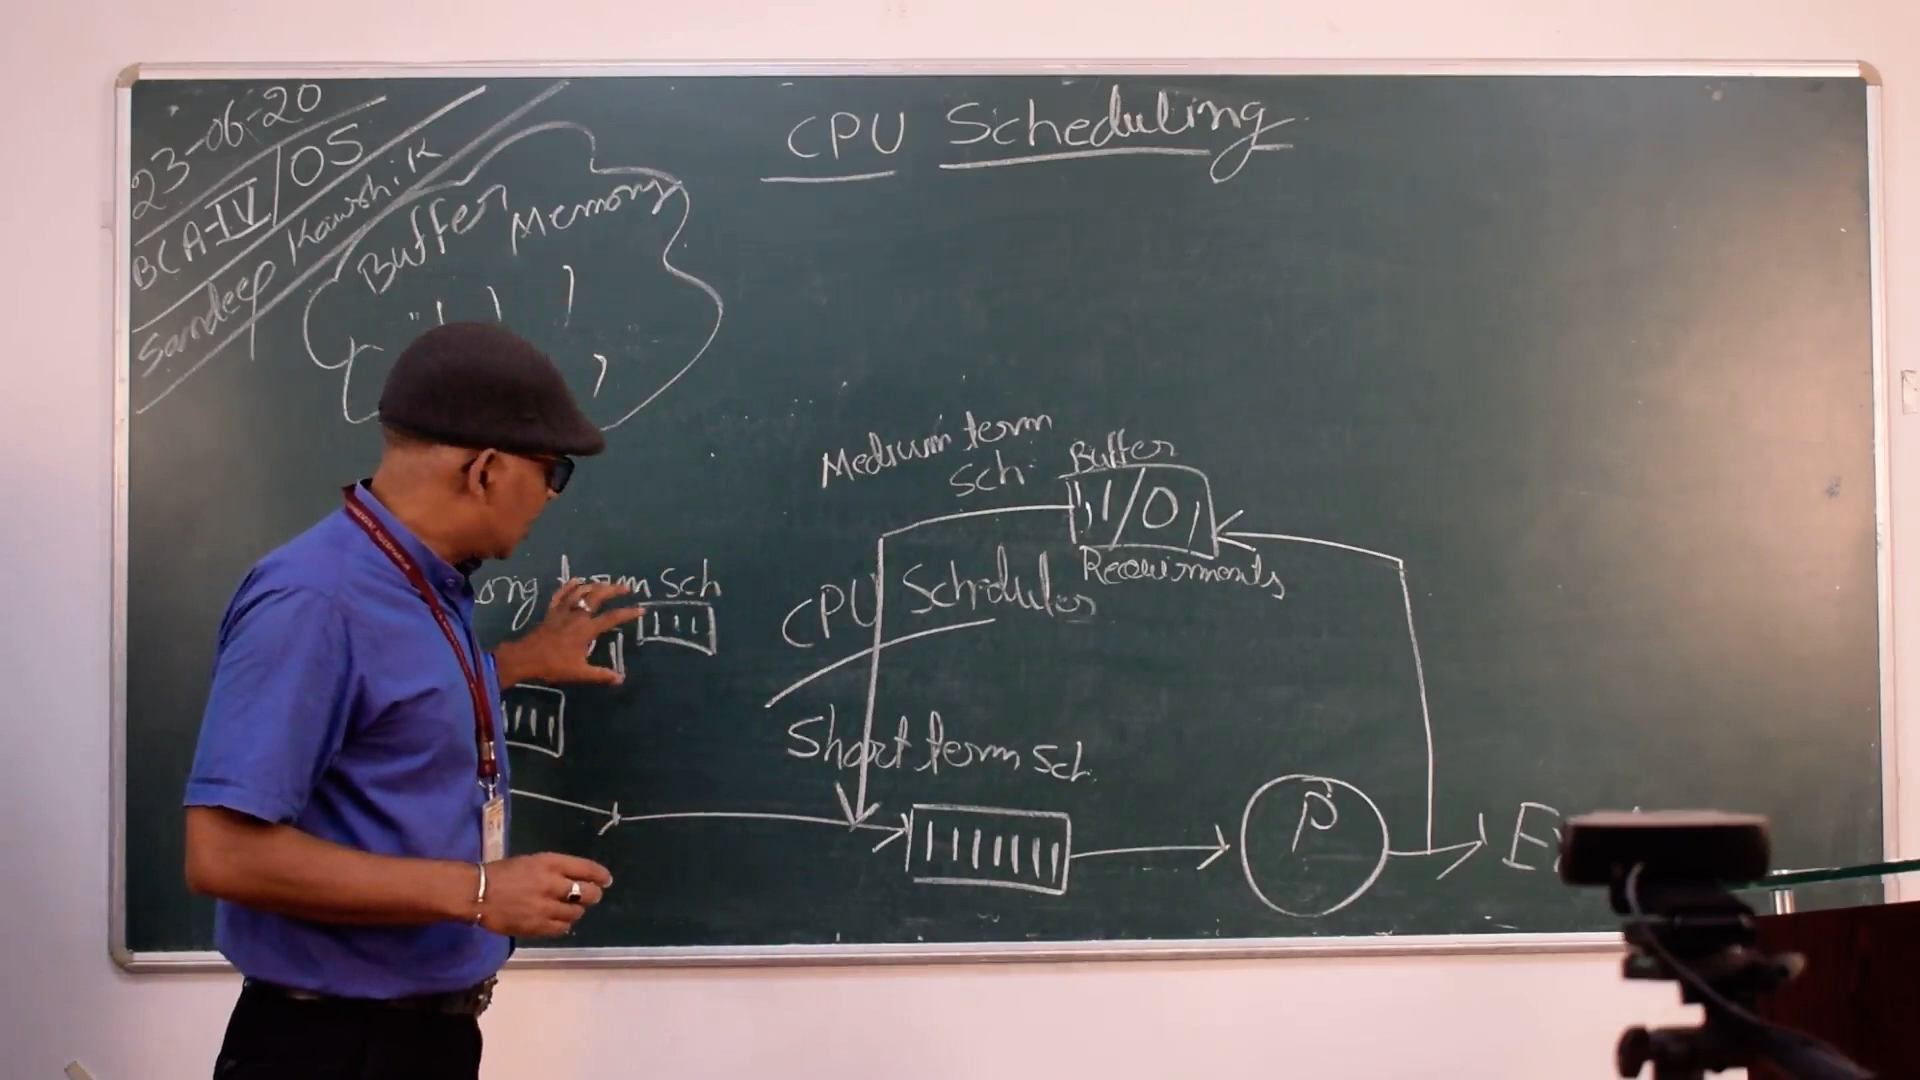 23-06-20
BCA-IV/OS
Sandeep Kaushik
CPU Scheduling
Buffer Memory
Medium term
Sch.
Buffer
I/O
Requirments
CPU Scheduler
ong term Sch
Short term Sch.
P